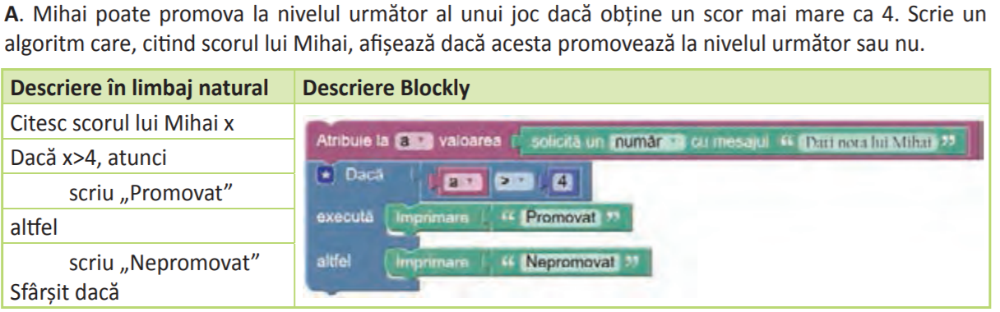 A. Mihai poate promova la nivelul următor al unui joc dacă obține un scor mai mare ca 4. Scrie un
algoritm care, citind scorul lui Mihai, afișează dacă acesta promovează la nivelul următor sau nu.
Descriere în limbaj natural
Descriere Blockly
Citesc scorul lui Mihai x
Dacă x>4, atunci
scriu „Promovat”
altfel
scriu „Nepromovat”
Sfârșit dacă
Atribuie la a valoarea solicită un număr cu mesajul “ Dati nota lui Mihai ”
Dacă a > 4
execută Imprimare “ Promovat ”
altfel Imprimare “ Nepromovat ”